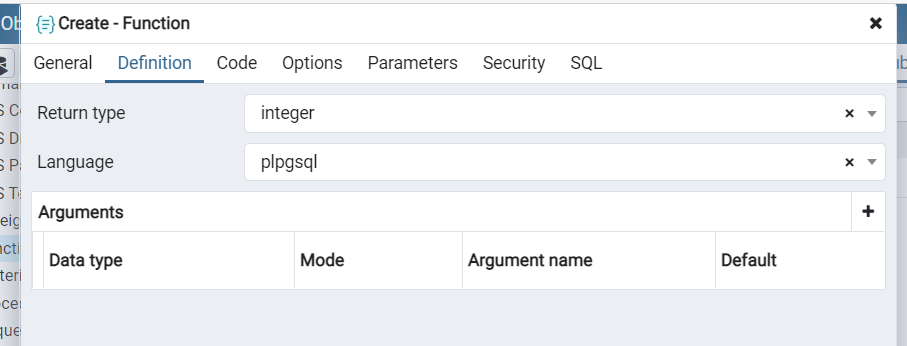 Ob
Create - Function
General Definition Code Options Parameters Security SQL
Return type integer
Language plpgsql
Arguments
Data type Mode Argument name Default